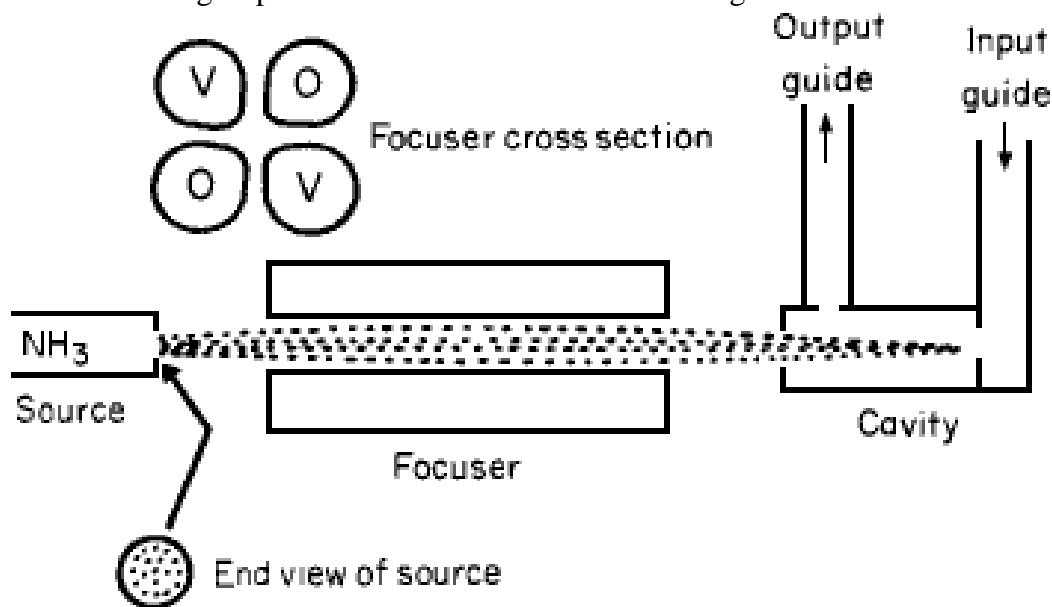 Output
guide
Input
guide
V O
O V
Focuser cross section
NH3
Source
Focuser
Cavity
End view of source